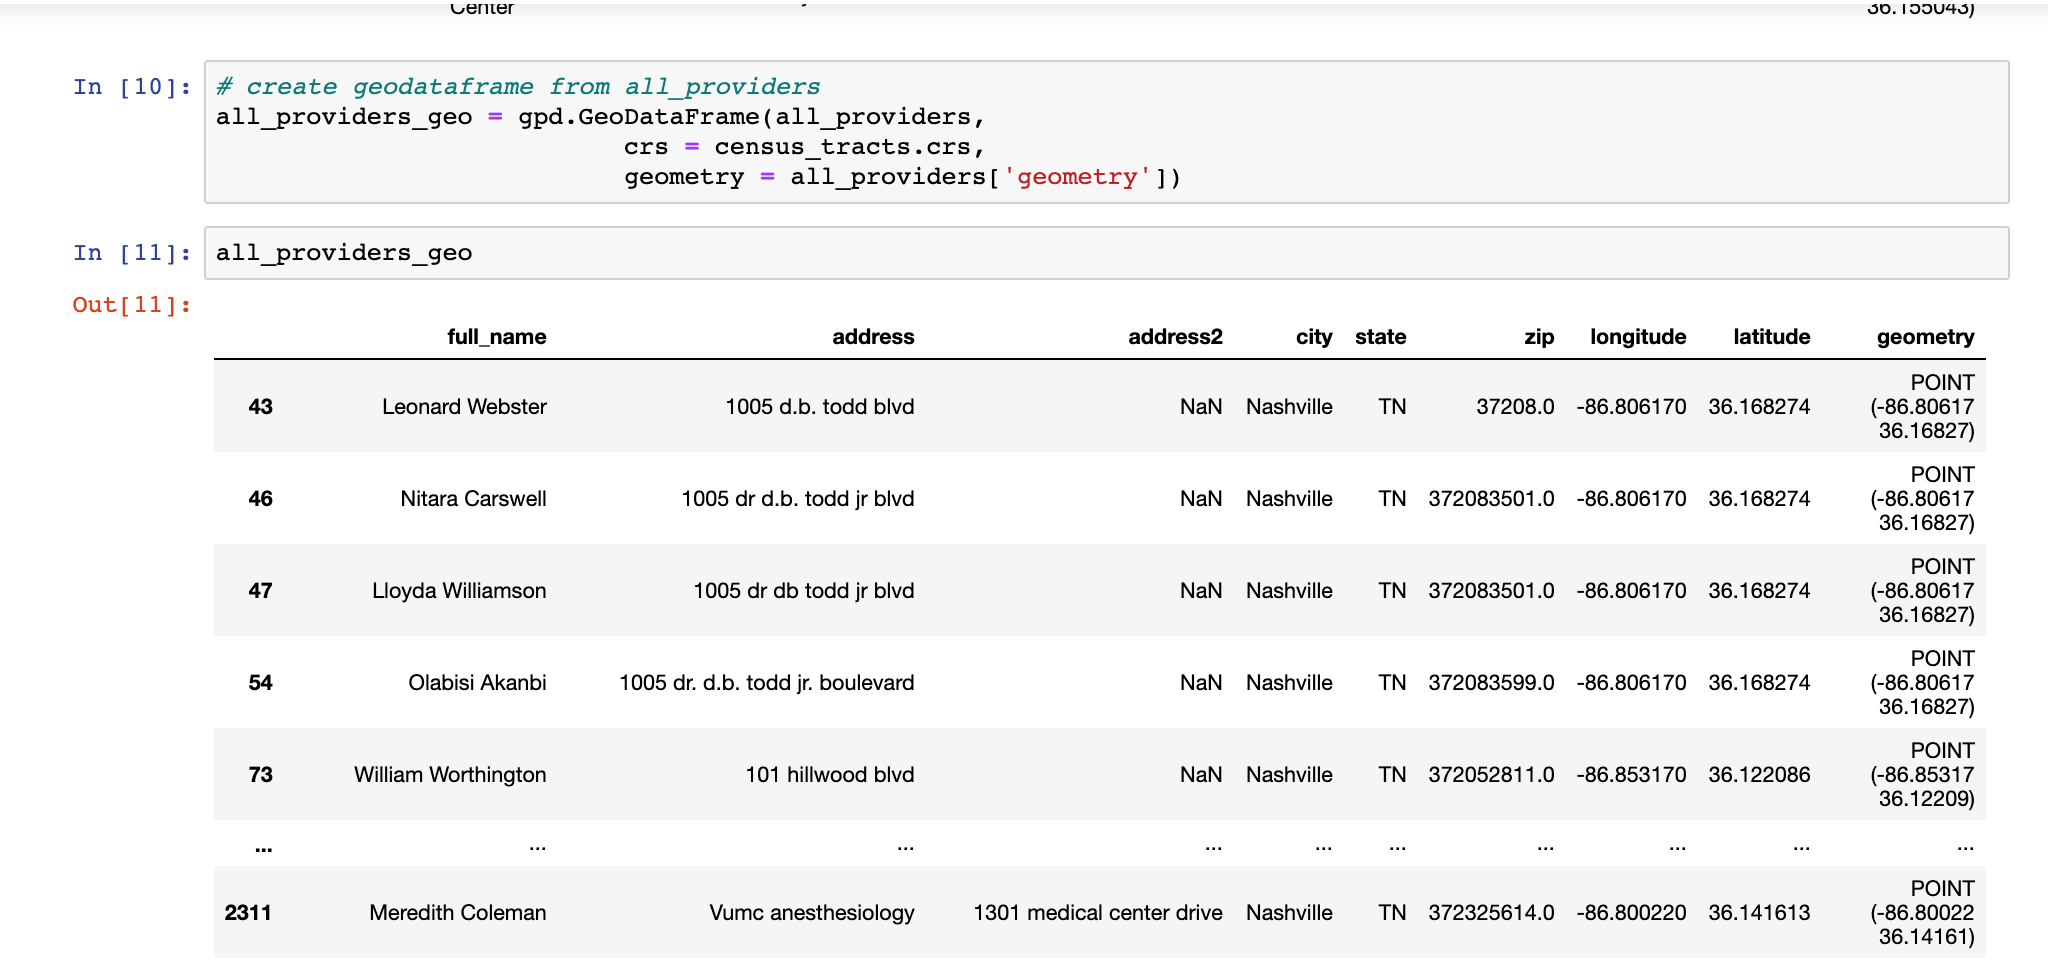 Center
36.155043)
In [10]:
# create geodataframe from all_providers
all_providers_geo = gpd.GeoDataFrame(all_providers,
crs = census_tracts.crs,
geometry = all_providers['geometry'])
In [11]:
all_providers_geo
Out[11]:
full_name address address2 city state zip longitude latitude geometry
43 Leonard Webster 1005 d.b. todd blvd NaN Nashville TN 37208.0 -86.806170 36.168274 POINT
(-86.80617
36.16827)
46 Nitara Carswell 1005 dr d.b. todd jr blvd NaN Nashville TN 372083501.0 -86.806170 36.168274 POINT
(-86.80617
36.16827)
47 Lloyda Williamson 1005 dr db todd jr blvd NaN Nashville TN 372083501.0 -86.806170 36.168274 POINT
(-86.80617
36.16827)
54 Olabisi Akanbi 1005 dr. d.b. todd jr. boulevard NaN Nashville TN 372083599.0 -86.806170 36.168274 POINT
(-86.80617
36.16827)
73 William Worthington 101 hillwood blvd NaN Nashville TN 372052811.0 -86.853170 36.122086 POINT
(-86.85317
36.12209)
... ... ... ... ... ... ... ... ... ...
2311 Meredith Coleman Vumc anesthesiology 1301 medical center drive Nashville TN 372325614.0 -86.800220 36.141613 POINT
(-86.80022
36.14161)